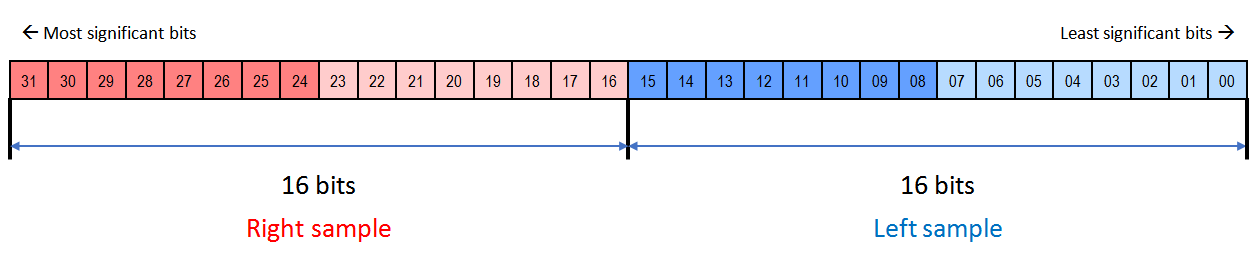 ← Most significant bits Least significant bits →
31 30 29 28 27 26 25 24 23 22 21 20 19 18 17 16 15 14 13 12 11 10 09 08 07 06 05 04 03 02 01 00
16 bits 16 bits
Right sample Left sample